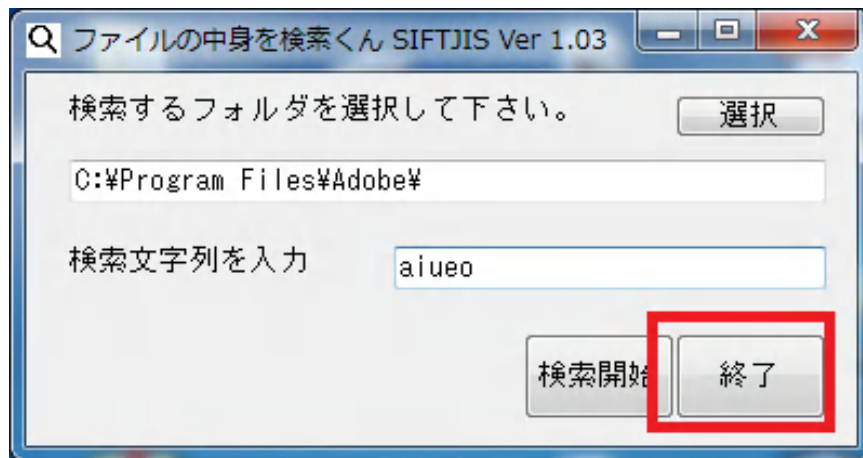 ファイルの中身を検索くん SIFTJIS Ver 1.03
検索するフォルダを選択して下さい。
選択
C:¥Program Files¥Adobe¥
検索文字列を入力
aiueo
検索開始
終了